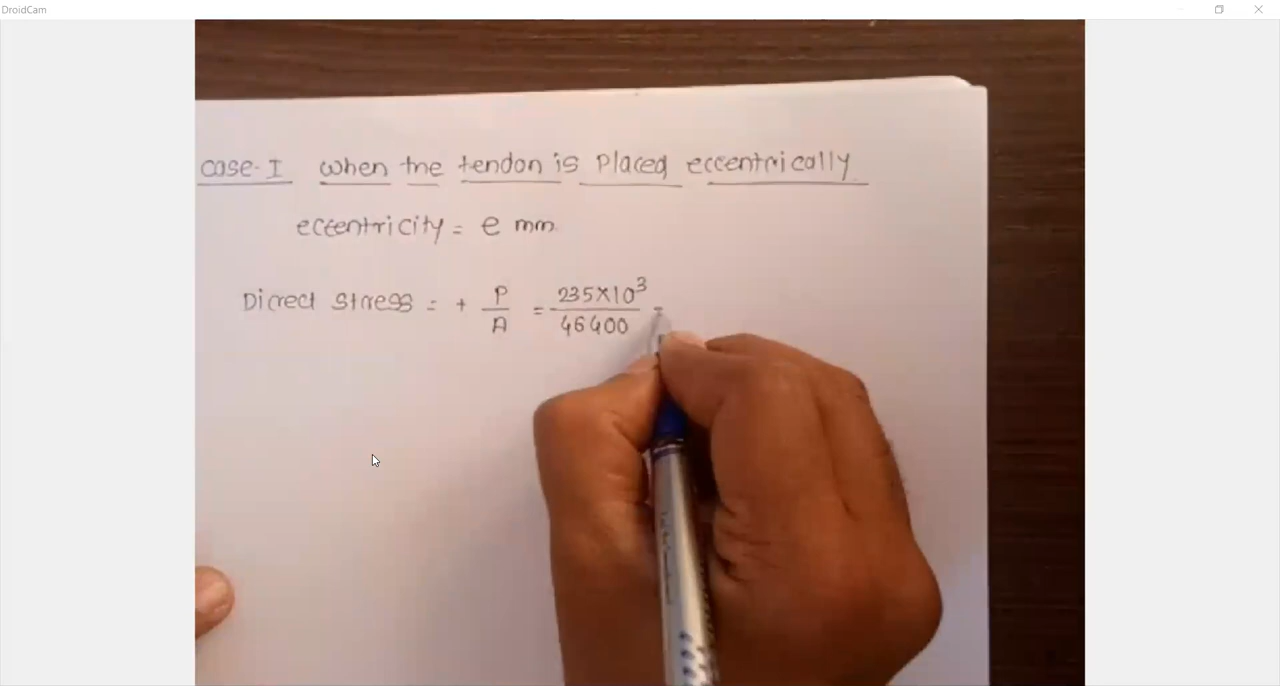 DroidCam
Case-I when the tendon is Placed eccentrically
eccentricity = e mm.
Direct Stress = + P/A = 235×10³/46400 =